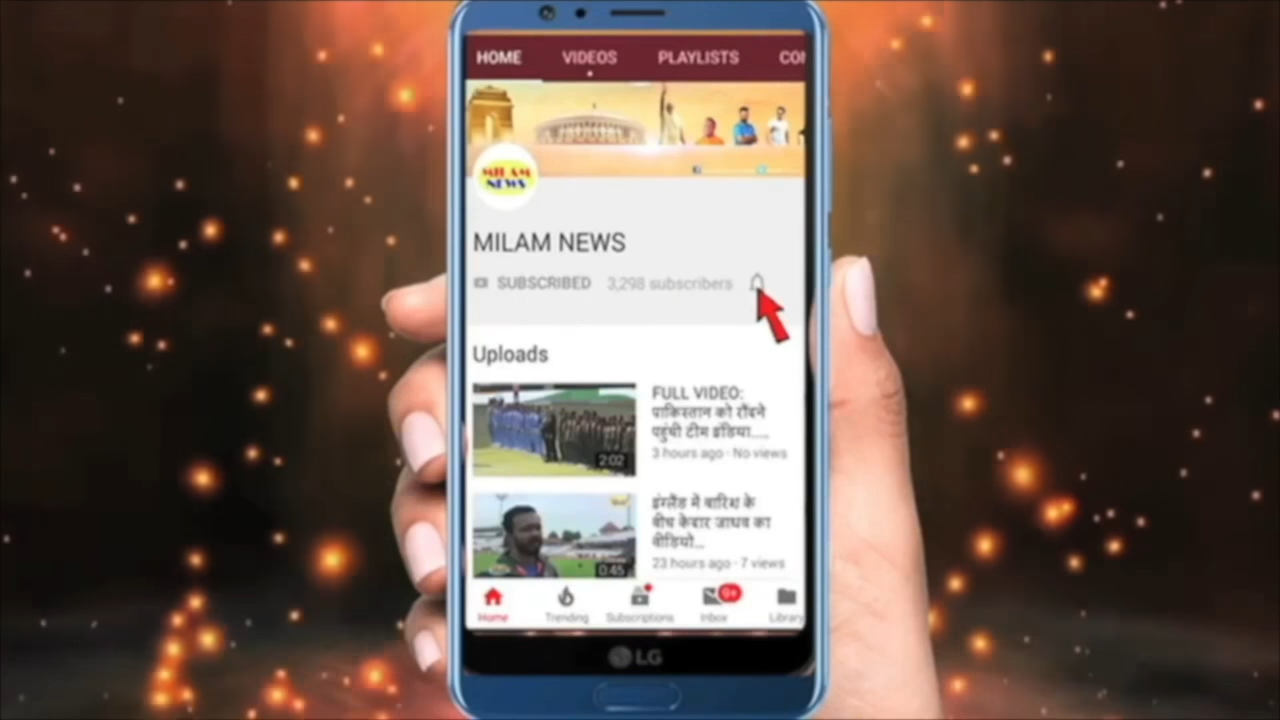 HOME VIDEOS PLAYLISTS CON
MILAM
NEWS
MILAM NEWS
SUBSCRIBED 3,298 subscribers
Uploads
FULL VIDEO:
पाकिस्तान को रौंदने
पहुंची टीम इंडिया.....
3 hours ago · No views
2:02
इंग्लैंड में बारिश के
बीच केदार जाधव का
वीडियो...
23 hours ago · 7 views
0:45
9+
Home Trending Subscriptions Inbox Library
LG